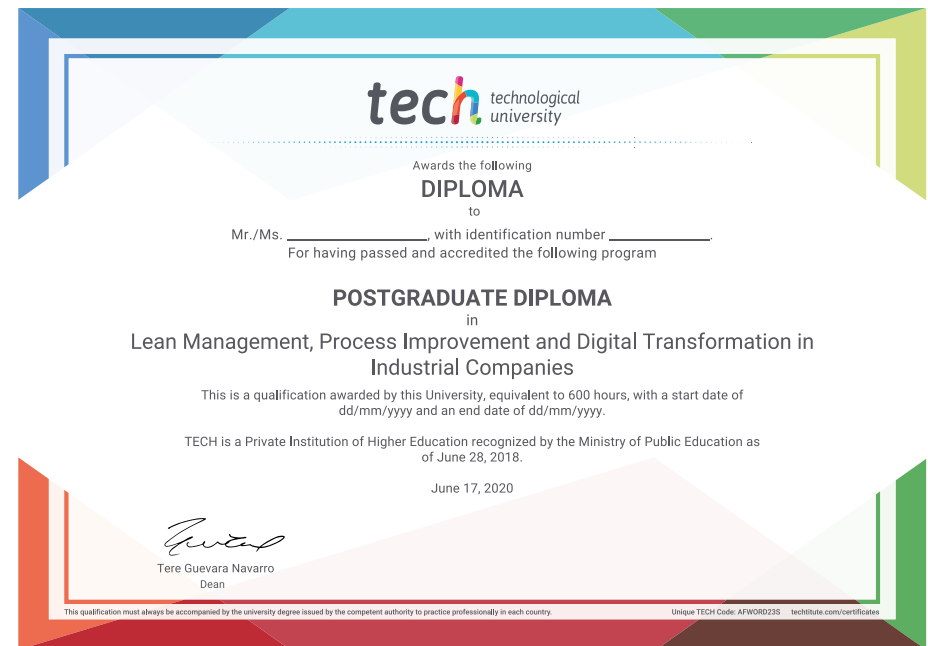 tech technological
university
Awards the following
DIPLOMA
to
Mr./Ms. ____________________, with identification number ______________.
For having passed and accredited the following program
POSTGRADUATE DIPLOMA
in
Lean Management, Process Improvement and Digital Transformation in
Industrial Companies
This is a qualification awarded by this University, equivalent to 600 hours, with a start date of
dd/mm/yyyy and an end date of dd/mm/yyyy.
TECH is a Private Institution of Higher Education recognized by the Ministry of Public Education as
of June 28, 2018.
June 17, 2020
Tere Guevara Navarro
Dean
This qualification must always be accompanied by the university degree issued by the competent authority to practice professionally in each country. Unique TECH Code: AFWORD23S techtitute.com/certificates